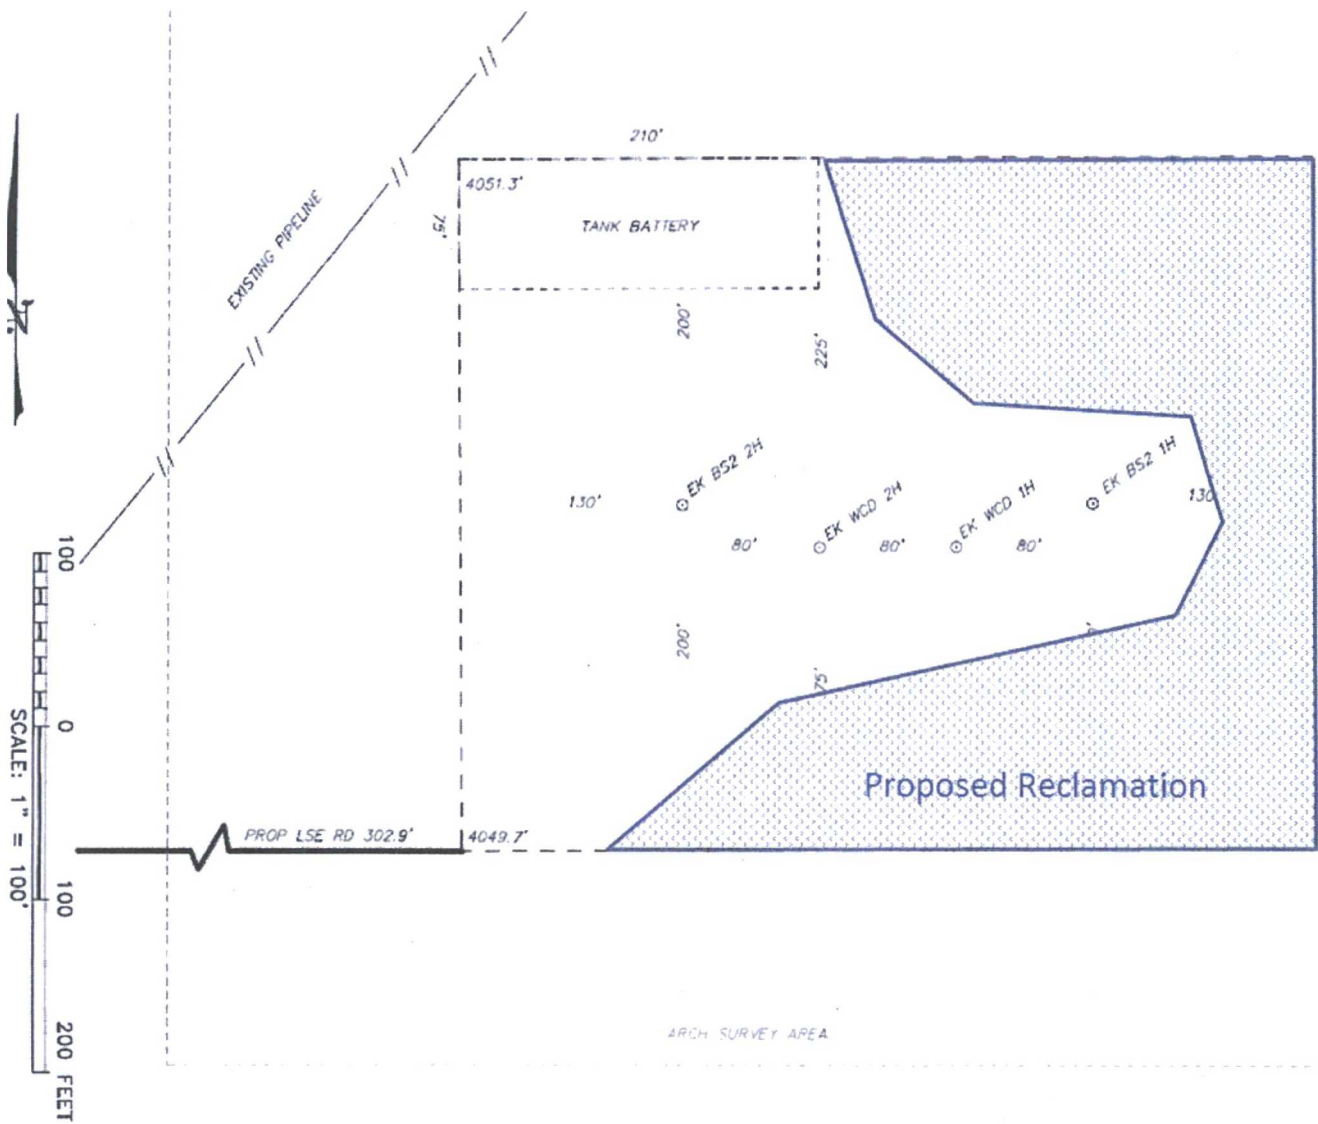 210'
4051.3'
75'
TANK BATTERY
EXISTING PIPELINE
200'
225'
EK BS2 2H
EK WCD 2H
EK WCD 1H
EK BS2 1H
130'
130'
80'
80'
80'
200'
75'
Proposed Reclamation
PROP LSE RD 302.9'
4049.7'
ARCH SURVEY AREA
100 0 100 200 FEET
SCALE: 1" = 100'